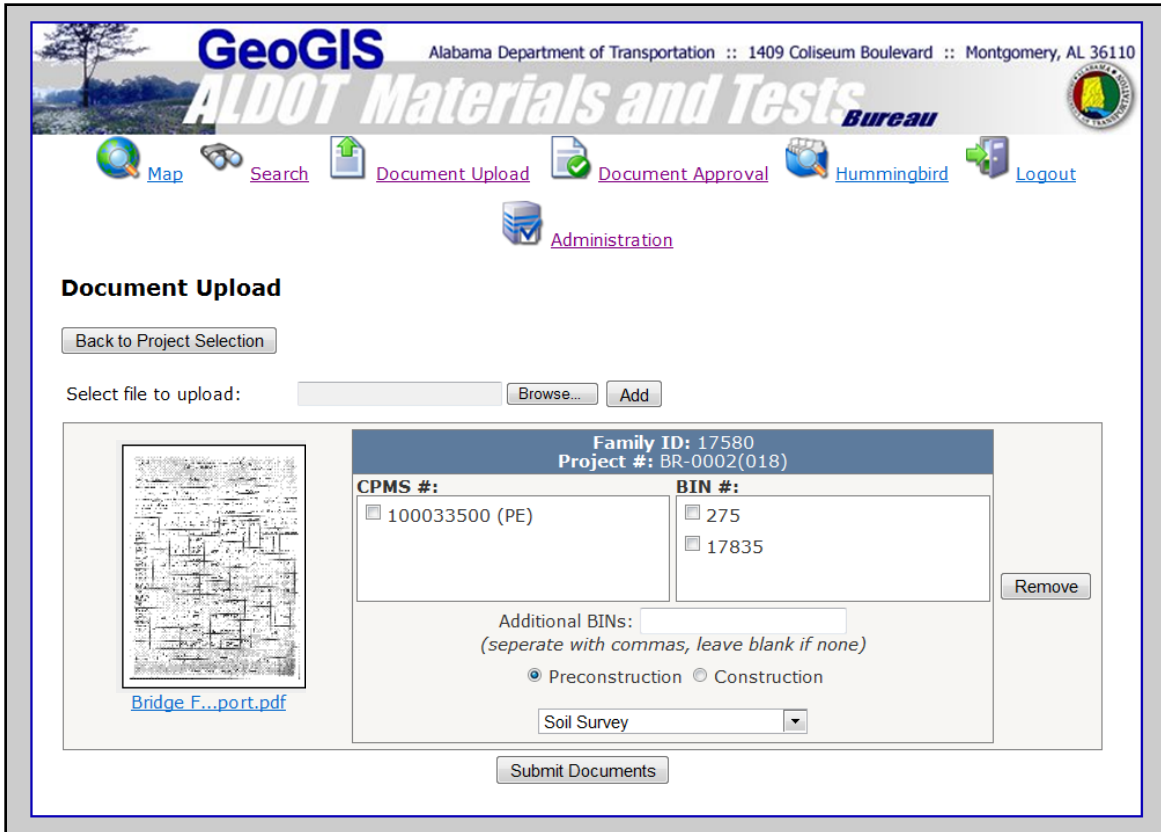 GeoGIS
Alabama Department of Transportation :: 1409 Coliseum Boulevard :: Montgomery, AL 36110
ALDOT Materials and Tests Bureau
Map Search Document Upload Document Approval Hummingbird Logout
Administration
Document Upload
Back to Project Selection
Select file to upload: Browse... Add
Family ID: 17580
Project #: BR-0002(018)
CPMS #: BIN #:
100033500 (PE) 275
17835
Remove
Additional BINs:
(seperate with commas, leave blank if none)
Preconstruction Construction
Bridge F...port.pdf
Soil Survey
Submit Documents